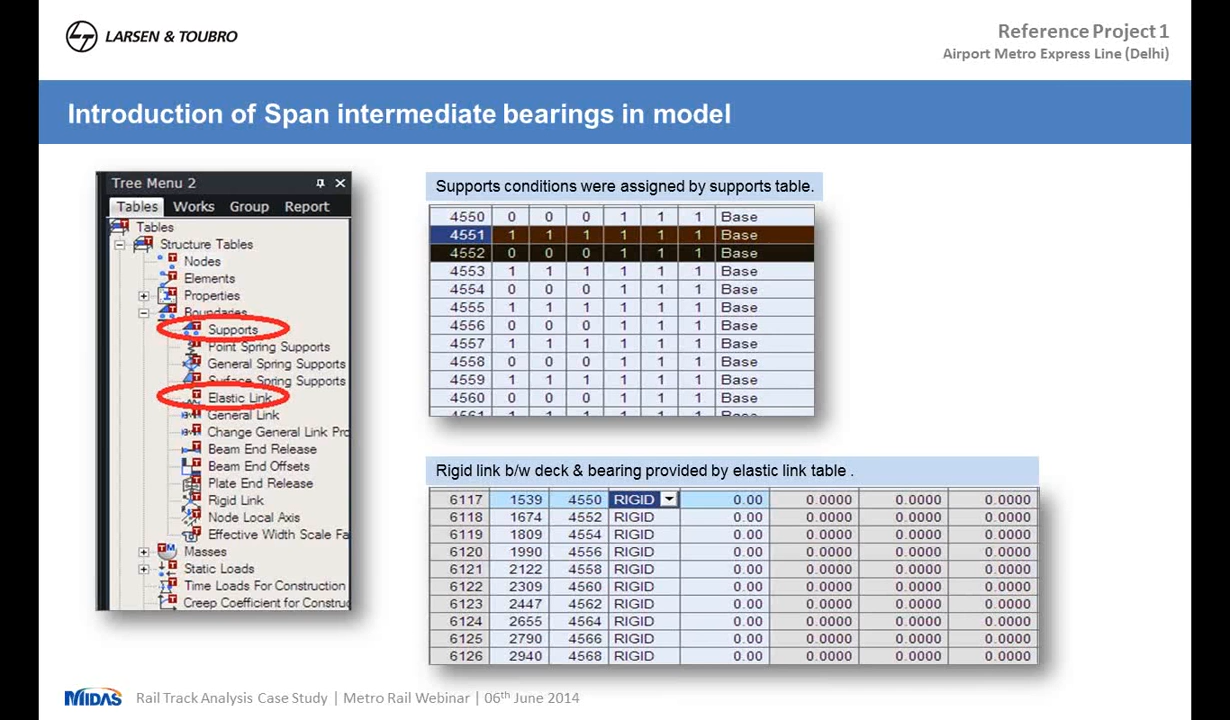 LARSEN & TOUBRO
Reference Project 1
Airport Metro Express Line (Delhi)
Introduction of Span intermediate bearings in model
Tree Menu 2
Tables Works Group Report
Tables
Structure Tables
Nodes
Elements
Properties
Boundaries
Supports
Point Spring Supports
General Spring Supports
Surface Spring Supports
Elastic Link
General Link
Change General Link Pro
Beam End Release
Beam End Offsets
Plate End Release
Rigid Link
Node Local Axis
Effective Width Scale Fa
Masses
Static Loads
Time Loads For Construction
Creep Coefficient for Construc
Supports conditions were assigned by supports table.
4550 0 0 0 1 1 1 Base
4551 1 1 1 1 1 1 Base
4552 0 0 0 1 1 1 Base
4553 1 1 1 1 1 1 Base
4554 0 0 0 1 1 1 Base
4555 1 1 1 1 1 1 Base
4556 0 0 0 1 1 1 Base
4557 1 1 1 1 1 1 Base
4558 0 0 0 1 1 1 Base
4559 1 1 1 1 1 1 Base
4560 0 0 0 1 1 1 Base
4561 1 1 1 1 1 1 Base
Rigid link b/w deck & bearing provided by elastic link table .
6117 1539 4550 RIGID 0.00 0.0000 0.0000 0.0000
6118 1674 4552 RIGID 0.00 0.0000 0.0000 0.0000
6119 1809 4554 RIGID 0.00 0.0000 0.0000 0.0000
6120 1990 4556 RIGID 0.00 0.0000 0.0000 0.0000
6121 2122 4558 RIGID 0.00 0.0000 0.0000 0.0000
6122 2309 4560 RIGID 0.00 0.0000 0.0000 0.0000
6123 2447 4562 RIGID 0.00 0.0000 0.0000 0.0000
6124 2655 4564 RIGID 0.00 0.0000 0.0000 0.0000
6125 2790 4566 RIGID 0.00 0.0000 0.0000 0.0000
6126 2940 4568 RIGID 0.00 0.0000 0.0000 0.0000
MIDAS Rail Track Analysis Case Study | Metro Rail Webinar | 06th June 2014